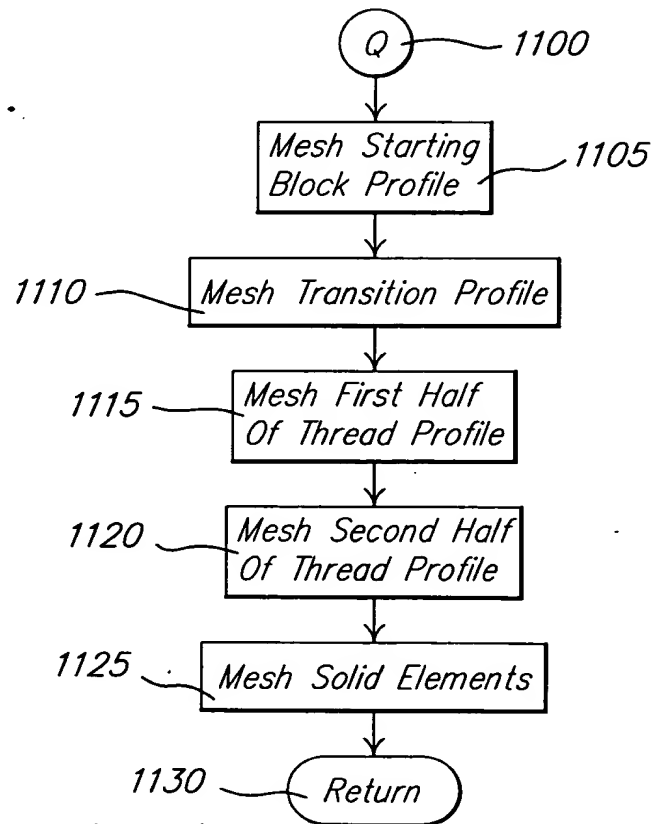 Q
1100
Mesh Starting
Block Profile
1105
1110
Mesh Transition Profile
1115
Mesh First Half
Of Thread Profile
1120
Mesh Second Half
Of Thread Profile
1125
Mesh Solid Elements
1130
Return